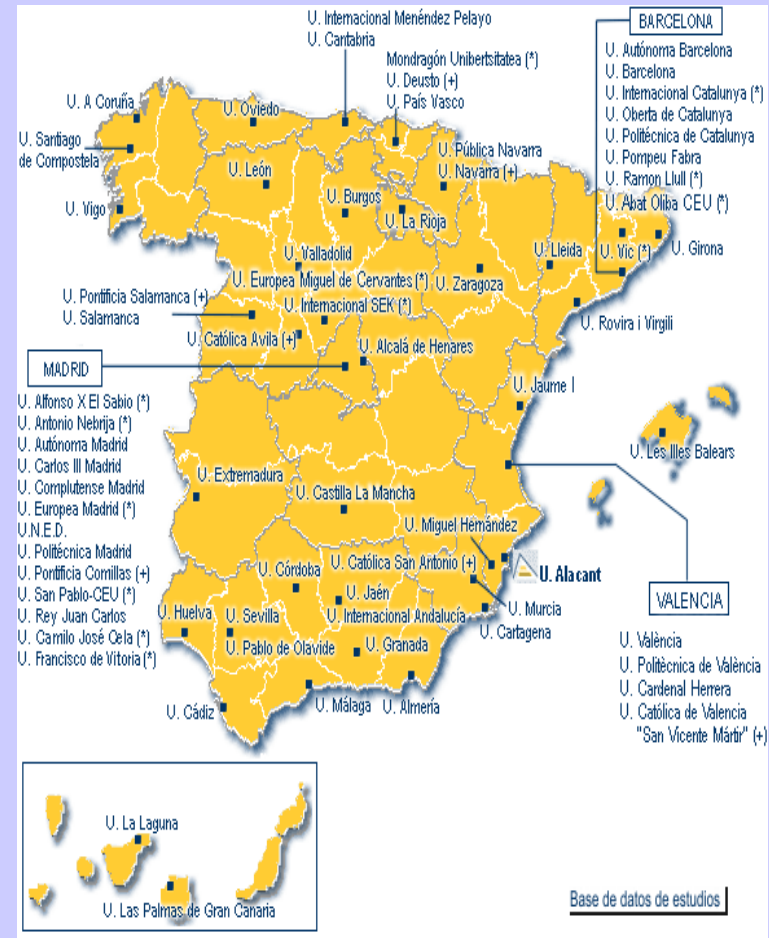 U. Internacional Menéndez Pelayo
U. Cantabria
Mondragón Unibertsitatea (*)
U. Deusto (+)
U. País Vasco
BARCELONA
U. Autónoma Barcelona
U. Barcelona
U. Internacional Catalunya (*)
U. Oberta de Catalunya
U. Politécnica de Catalunya
U. Pompeu Fabra
U. Ramon Llull (*)
U. Abat Oliba CEU (*)
U. A Coruña
U. Oviedo
U. Santiago
de Compostela
U. León
U. Pública Navarra
U. Navarra (+)
U. Burgos
U. La Rioja
U. Vigo
U. Valladolid
U. Europea Miguel de Cervantes (*)
U. Zaragoza
U. Lleida
U. Vic (*)
U. Girona
U. Pontificia Salamanca (+)
U. Salamanca
U. Internacional SEK (*)
U. Rovira i Virgili
U. Católica Avila (+)
U. Alcalá de Henares
MADRID
U. Alfonso X El Sabio (*)
U. Antonio Nebrija (*)
U. Autónoma Madrid
U. Carlos III Madrid
U. Complutense Madrid
U. Europea Madrid (*)
U.N.E.D.
U. Politécnica Madrid
U. Pontificia Comillas (+)
U. San Pablo-CEU (*)
U. Rey Juan Carlos
U. Camilo José Cela (*)
U. Francisco de Vitoria (*)
U. Jaume I
U. Les Illes Balears
U. Extremadura
U. Castilla La Mancha
U. Miguel Hernández
U. Católica San Antonio (+)
U. Alacant
U. Córdoba
U. Jaén
U. Internacional Andalucía
U. Murcia
U. Cartagena
U. Huelva
U. Sevilla
U. Pablo de Olavide
U. Granada
U. Cádiz
U. Málaga
U. Almería
VALENCIA
U. València
U. Politècnica de València
U. Cardenal Herrera
U. Católica de Valencia
"San Vicente Mártir" (+)
U. La Laguna
U. Las Palmas de Gran Canaria
Base de datos de estudios